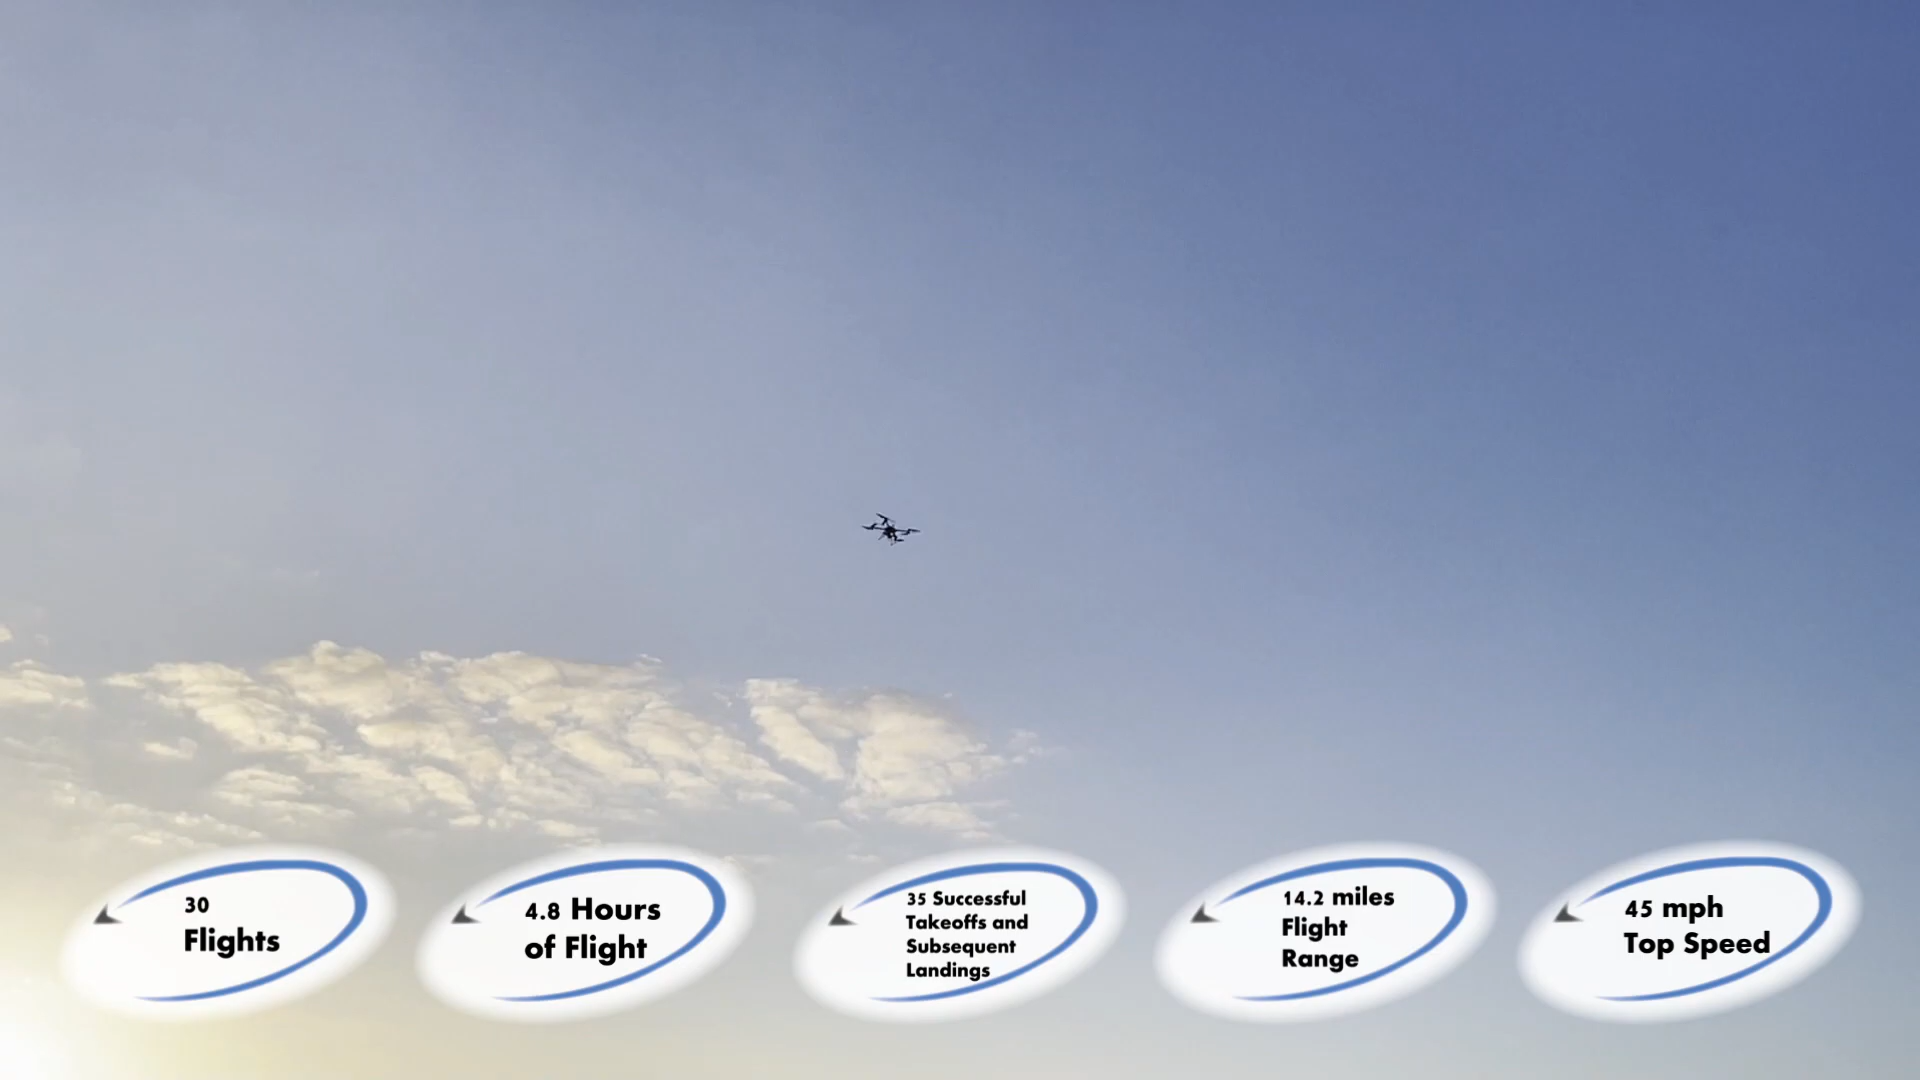 30
Flights
4.8 Hours
of Flight
35 Successful
Takeoffs and
Subsequent
Landings
14.2 miles
Flight
Range
45 mph
Top Speed